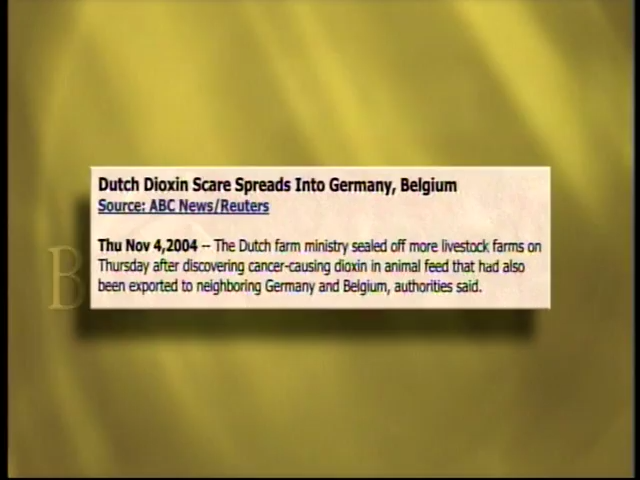 Dutch Dioxin Scare Spreads Into Germany, Belgium
Source: ABC News/Reuters
Thu Nov 4,2004 -- The Dutch farm ministry sealed off more livestock farms on
Thursday after discovering cancer-causing dioxin in animal feed that had also
been exported to neighboring Germany and Belgium, authorities said.